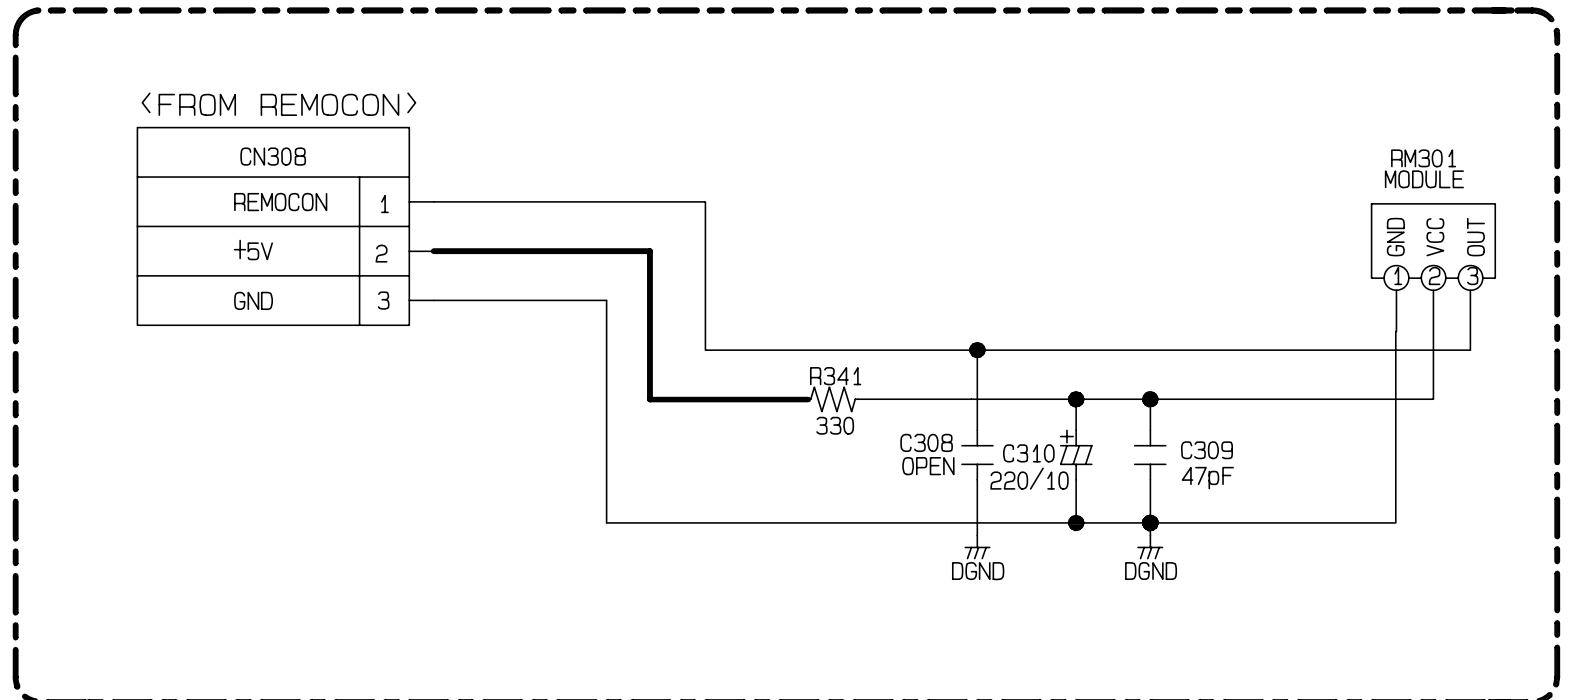 <FROM REMOCON>
CN308
REMOCON 1
+5V 2
GND 3
RM301
MODULE
GND VCC OUT
1 2 3
R341
330
C308
OPEN
C310
220/10
+
C309
47pF
DGND
DGND